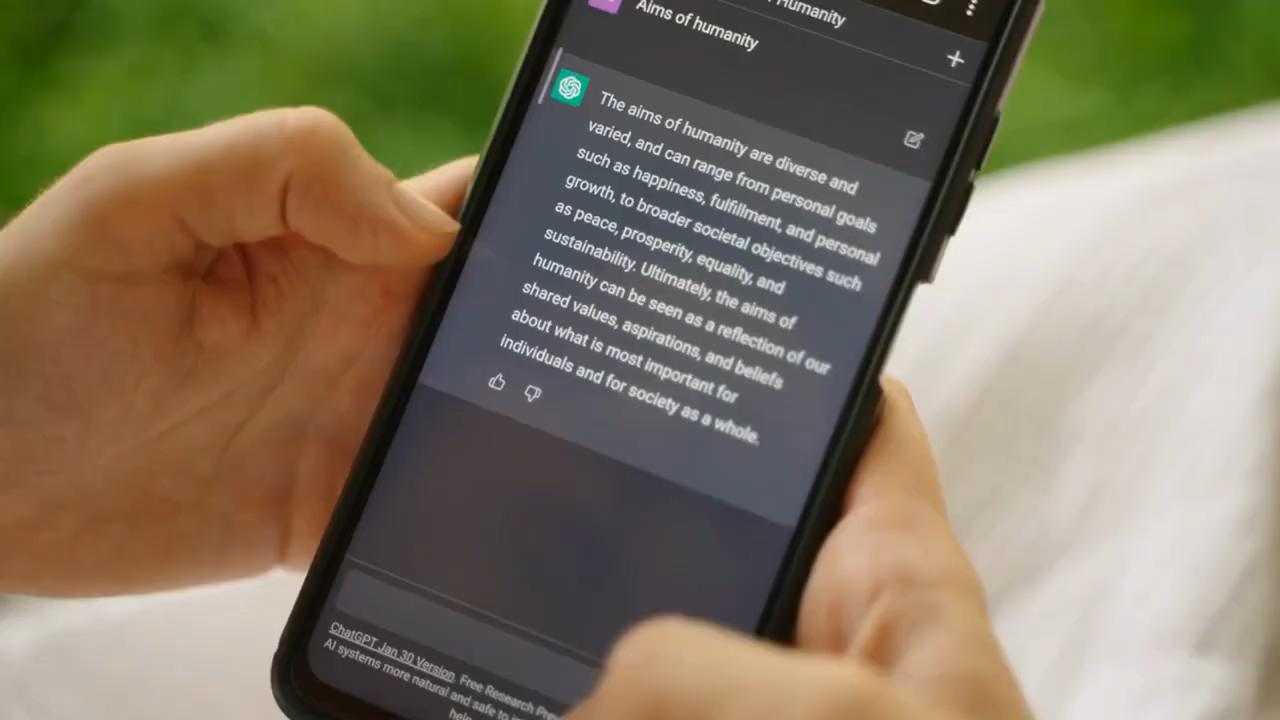 Humanity
Aims of humanity
The aims of humanity are diverse and
varied, and can range from personal goals
such as happiness, fulfillment, and personal
growth, to broader societal objectives such
as peace, prosperity, equality, and
sustainability. Ultimately, the aims of
humanity can be seen as a reflection of our
shared values, aspirations, and beliefs
about what is most important for
individuals and for society as a whole.
ChatGPT Jan 30 Version. Free Research
AI systems more natural and safe to